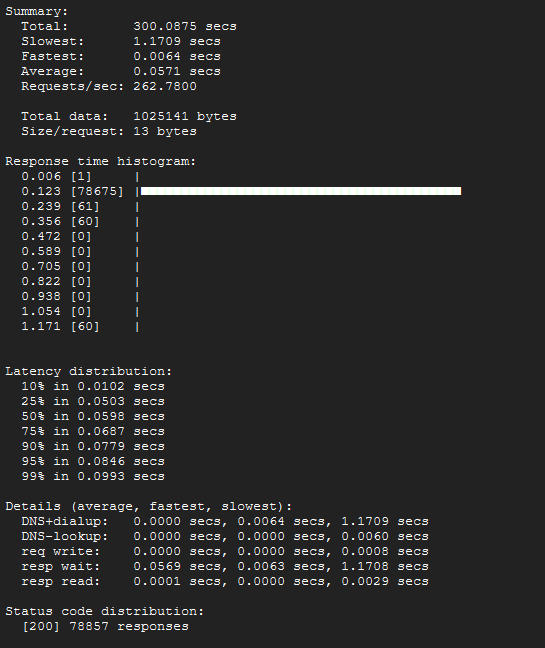 Summary:
  Total:        300.0875 secs
  Slowest:      1.1709 secs
  Fastest:      0.0064 secs
  Average:      0.0571 secs
  Requests/sec: 262.7800
  Total data:   1025141 bytes
  Size/request: 13 bytes
Response time histogram:
  0.006 [1]     |
  0.123 [78675] |■■■■■■■■■■■■■■■■■■■■■■■■■■■■■■■■■■■■■■■■
  0.239 [61]    |
  0.356 [60]    |
  0.472 [0]     |
  0.589 [0]     |
  0.705 [0]     |
  0.822 [0]     |
  0.938 [0]     |
  1.054 [0]     |
  1.171 [60]    |
Latency distribution:
  10% in 0.0102 secs
  25% in 0.0503 secs
  50% in 0.0598 secs
  75% in 0.0687 secs
  90% in 0.0779 secs
  95% in 0.0846 secs
  99% in 0.0993 secs
Details (average, fastest, slowest):
  DNS+dialup:   0.0000 secs, 0.0064 secs, 1.1709 secs
  DNS-lookup:   0.0000 secs, 0.0000 secs, 0.0060 secs
  req write:    0.0000 secs, 0.0000 secs, 0.0008 secs
  resp wait:    0.0569 secs, 0.0063 secs, 1.1708 secs
  resp read:    0.0001 secs, 0.0000 secs, 0.0029 secs
Status code distribution:
  [200] 78857 responses